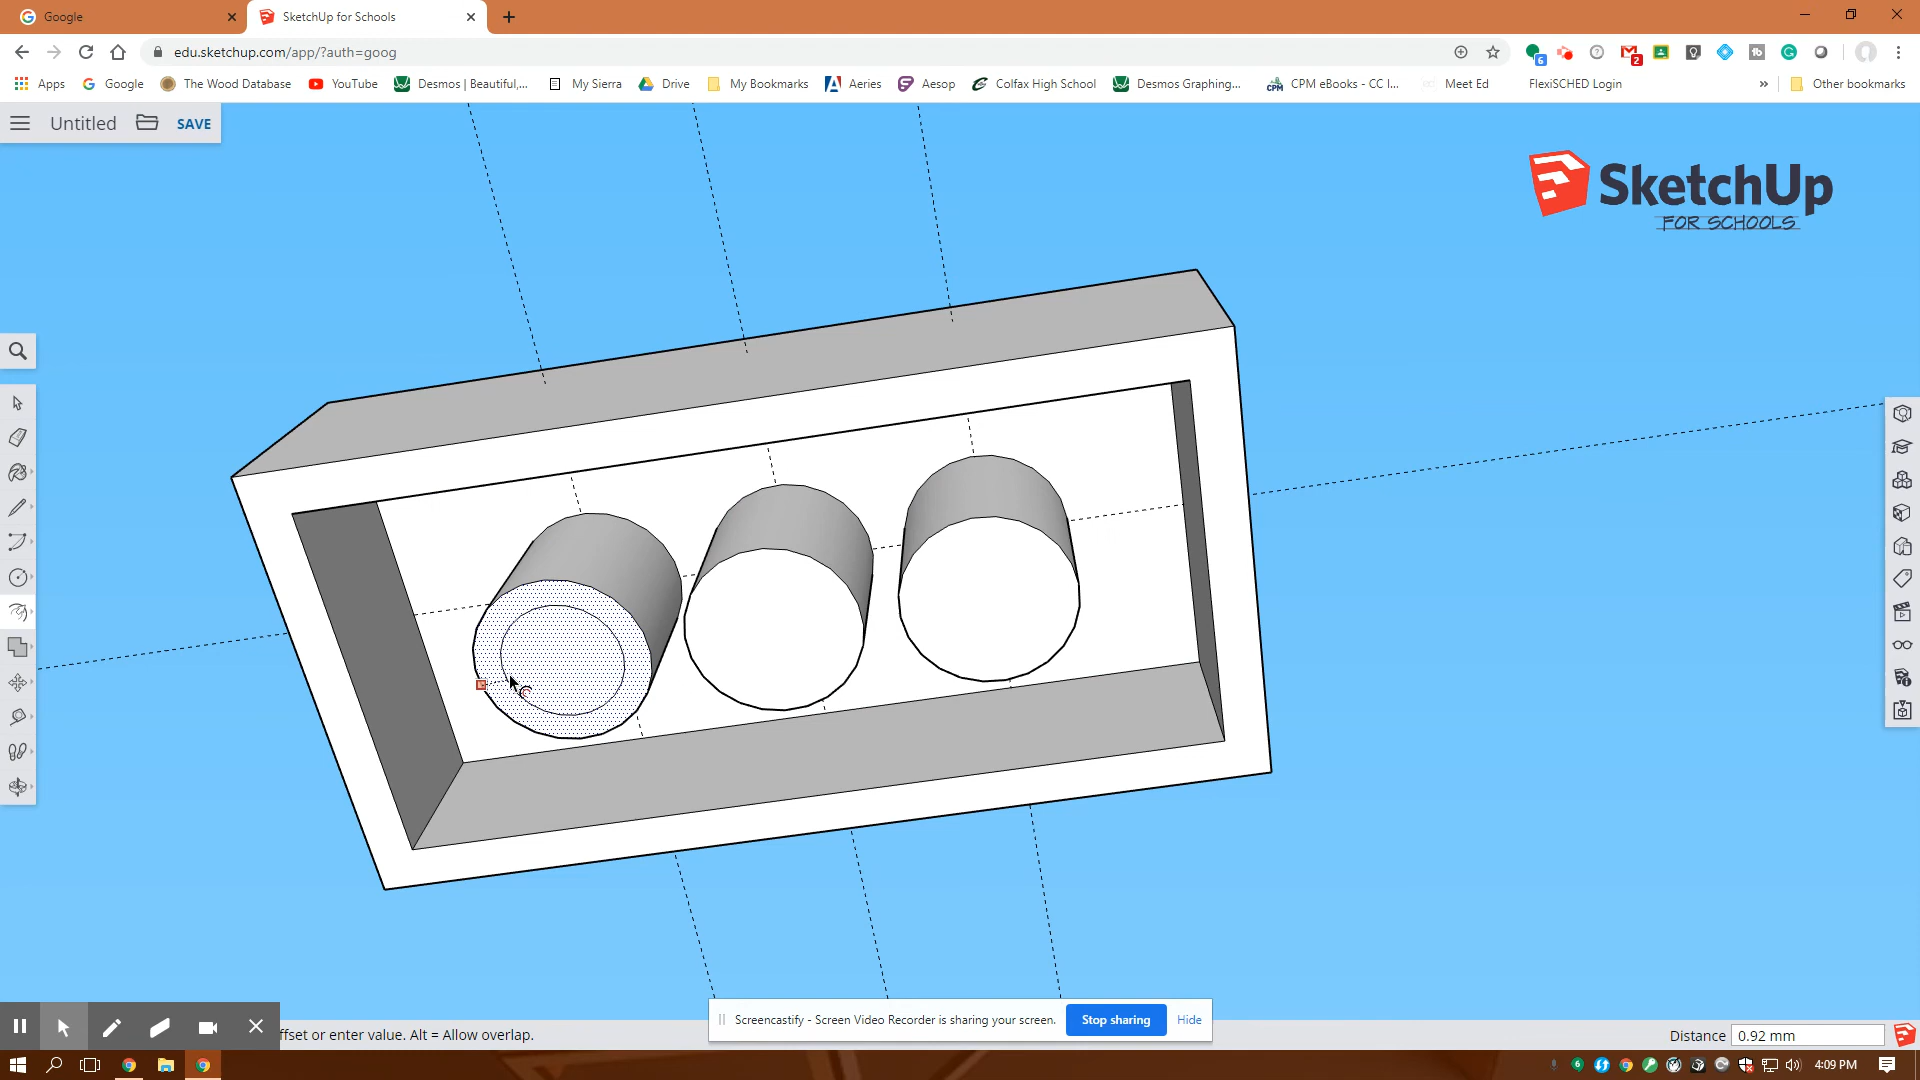 Google
SketchUp for Schools
edu.sketchup.com/app/?auth=goog
6
2
Apps
Google
The Wood Database
YouTube
Desmos | Beautiful,...
My Sierra
Drive
My Bookmarks
Aeries
Aesop
Colfax High School
Desmos Graphing...
CPM
CPM eBooks - CC I...
Meet Ed
FlexiSCHED Login
»
Other bookmarks
Untitled
SAVE
SketchUp
FOR SCHOOLS
Screencastify - Screen Video Recorder is sharing your screen.
Stop sharing
Hide
ffset or enter value. Alt = Allow overlap.
Distance
0.92 mm
4:09 PM